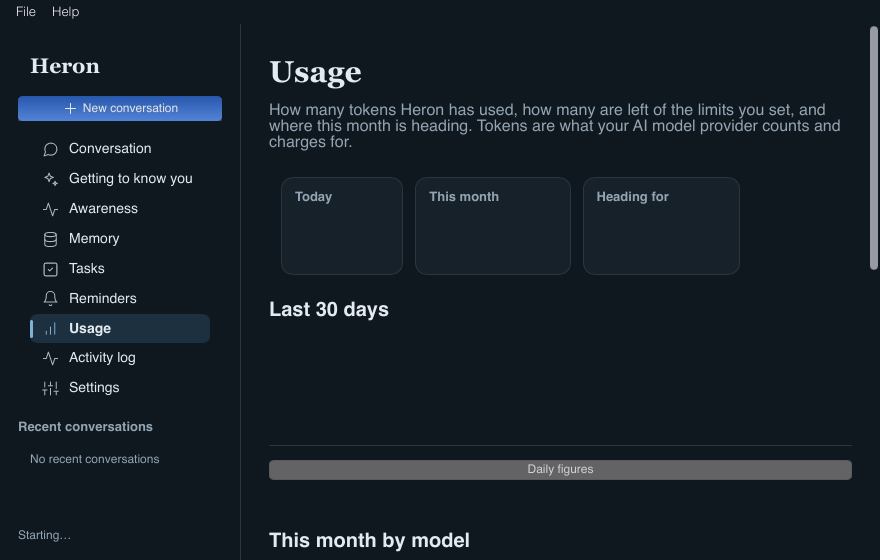 File Help
Heron
New conversation
Conversation
Getting to know you
Awareness
Memory
Tasks
Reminders
Usage
Activity log
Settings
Recent conversations
No recent conversations
Starting…
Usage
How many tokens Heron has used, how many are left of the limits you set, and
where this month is heading. Tokens are what your AI model provider counts and
charges for.
Today
This month
Heading for
Last 30 days
Daily figures
This month by model